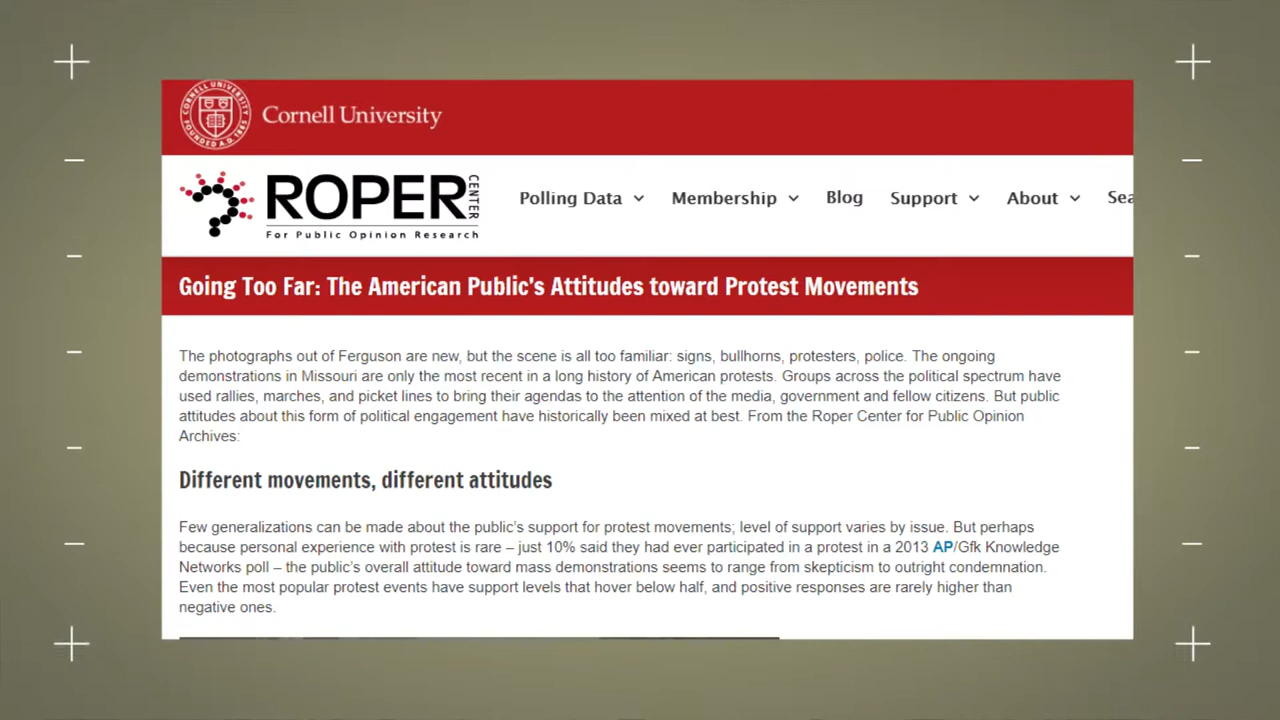 CORNELL UNIVERSITY
FOUNDED A.D. 1865
Cornell University
ROPER CENTER
For Public Opinion Research
Polling Data Membership Blog Support About Sea
Going Too Far: The American Public's Attitudes toward Protest Movements
The photographs out of Ferguson are new, but the scene is all too familiar: signs, bullhorns, protesters, police. The ongoing
demonstrations in Missouri are only the most recent in a long history of American protests. Groups across the political spectrum have
used rallies, marches, and picket lines to bring their agendas to the attention of the media, government and fellow citizens. But public
attitudes about this form of political engagement have historically been mixed at best. From the Roper Center for Public Opinion
Archives:
Different movements, different attitudes
Few generalizations can be made about the public's support for protest movements; level of support varies by issue. But perhaps
because personal experience with protest is rare – just 10% said they had ever participated in a protest in a 2013 AP/Gfk Knowledge
Networks poll – the public's overall attitude toward mass demonstrations seems to range from skepticism to outright condemnation.
Even the most popular protest events have support levels that hover below half, and positive responses are rarely higher than
negative ones.